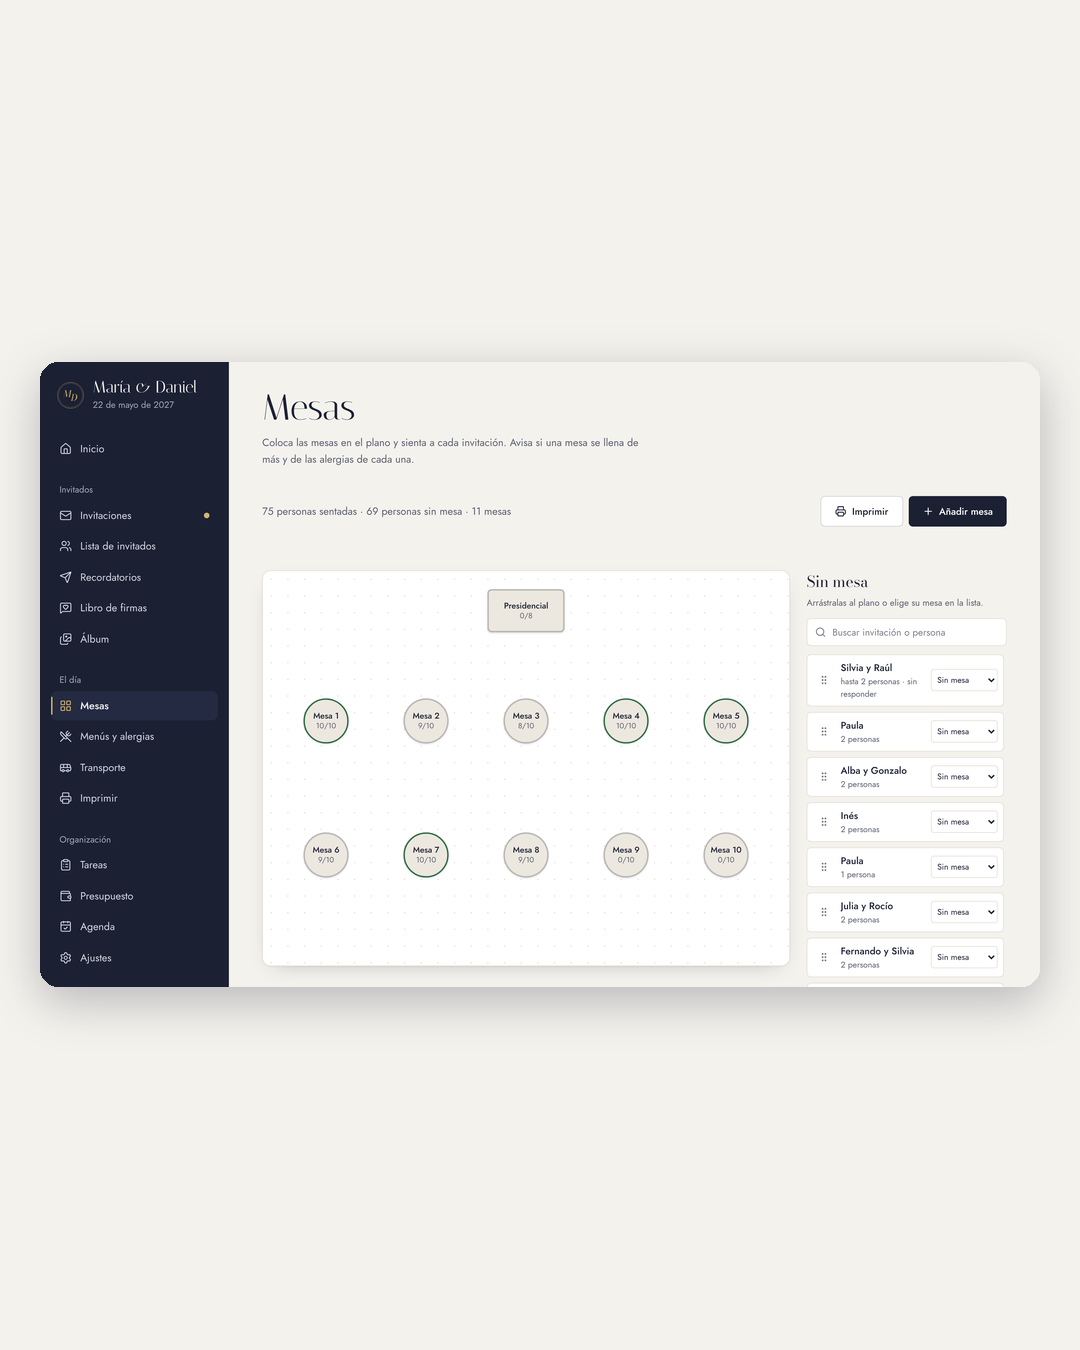 MD
María & Daniel
22 de mayo de 2027
Inicio
Invitados
Invitaciones
Lista de invitados
Recordatorios
Libro de firmas
Álbum
El día
Mesas
Menús y alergias
Transporte
Imprimir
Organización
Tareas
Presupuesto
Agenda
Ajustes
Mesas
Coloca las mesas en el plano y sienta a cada invitación. Avisa si una mesa se llena de
más y de las alergias de cada una.
75 personas sentadas · 69 personas sin mesa · 11 mesas
Imprimir
Añadir mesa
Presidencial
0/8
Mesa 1
10/10
Mesa 2
9/10
Mesa 3
8/10
Mesa 4
10/10
Mesa 5
10/10
Mesa 6
9/10
Mesa 7
10/10
Mesa 8
9/10
Mesa 9
0/10
Mesa 10
0/10
Sin mesa
Arrástralas al plano o elige su mesa en la lista.
Buscar invitación o persona
Silvia y Raúl
hasta 2 personas · sin
responder
Sin mesa
Paula
2 personas
Sin mesa
Alba y Gonzalo
2 personas
Sin mesa
Inés
2 personas
Sin mesa
Paula
1 persona
Sin mesa
Julia y Rocío
2 personas
Sin mesa
Fernando y Silvia
2 personas
Sin mesa